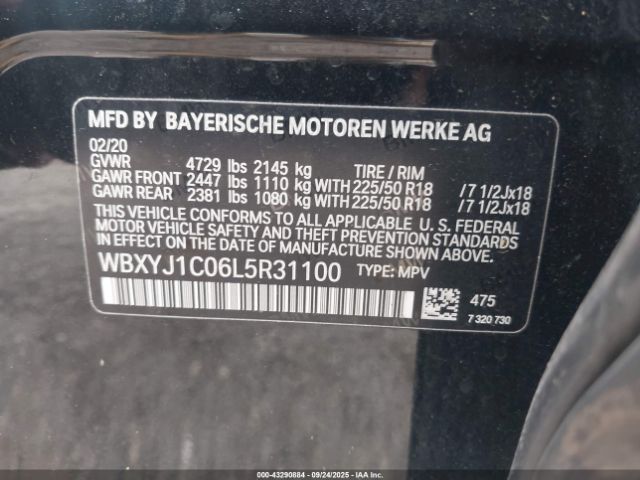 MFD BY BAYERISCHE MOTOREN WERKE AG
02/20
GVWR 4729 lbs 2145 kg TIRE / RIM
GAWR FRONT 2447 lbs 1110 kg WITH 225/50 R18 /7 1/2Jx18
GAWR REAR 2381 lbs 1080 kg WITH 225/50 R18 /7 1/2Jx18
THIS VEHICLE CONFORMS TO ALL APPLICABLE U. S. FEDERAL
MOTOR VEHICLE SAFETY AND THEFT PREVENTION STANDARDS
IN EFFECT ON THE DATE OF MANUFACTURE SHOWN ABOVE.
WBXYJ1C06L5R31100 TYPE: MPV
475
7 320 730
000-43290884 - 09/24/2025 - IAAI.COM